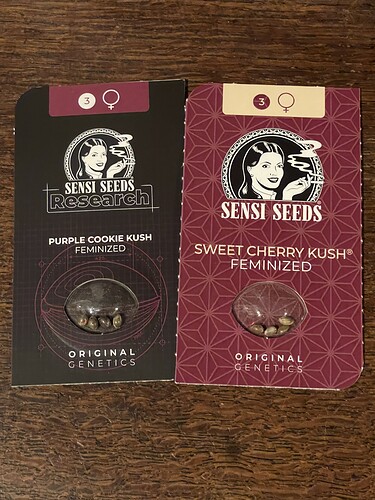 3
SENSI SEEDS
Research
PURPLE COOKIE KUSH
FEMINIZED
ORIGINAL
GENETICS
3
SENSI SEEDS
SWEET CHERRY KUSH®
FEMINIZED
ORIGINAL
GENETICS